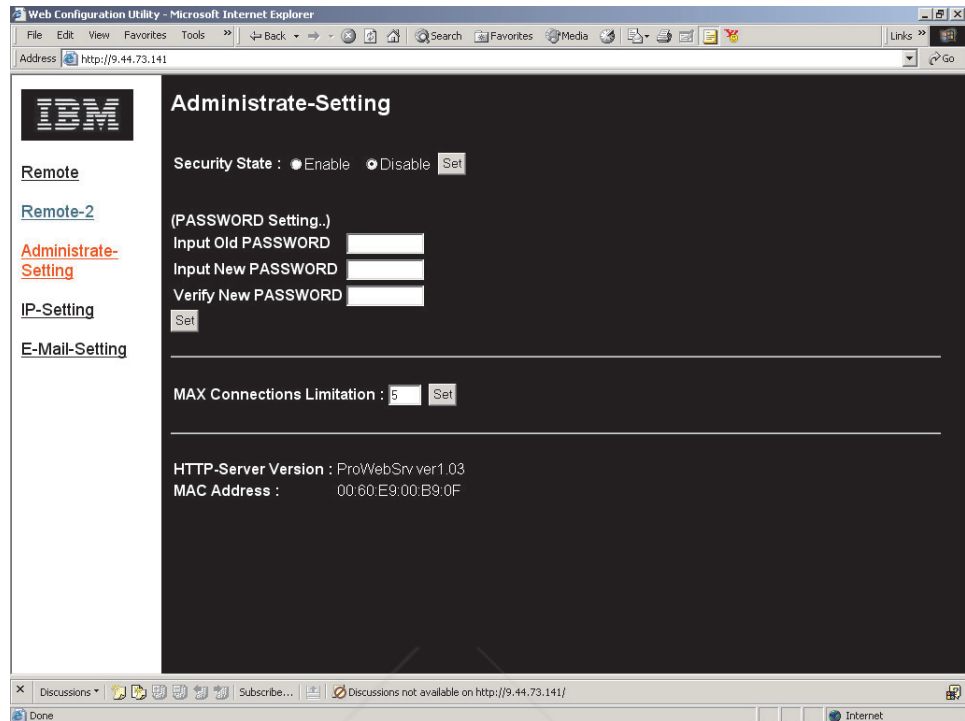 Web Configuration Utility - Microsoft Internet Explorer
File Edit View Favorites Tools » Back Search Favorites Media Links »
Address http://9.44.73.141 Go
IBM
Remote
Remote-2
Administrate-
Setting
IP-Setting
E-Mail-Setting
Administrate-Setting
Security State : Enable Disable Set
(PASSWORD Setting..)
Input Old PASSWORD
Input New PASSWORD
Verify New PASSWORD
Set
MAX Connections Limitation : 5 Set
HTTP-Server Version : ProWebSrv ver1.03
MAC Address : 00:60:E9:00:B9:0F
Discussions Subscribe... Discussions not available on http://9.44.73.141/
Done Internet